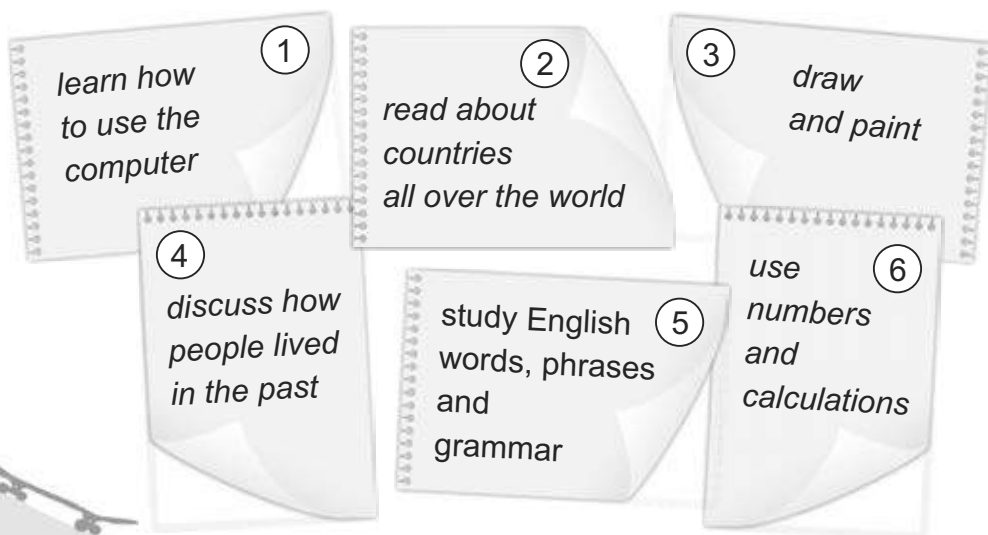 1
learn how
to use the
computer
2
read about
countries
all over the world
3
draw
and paint
4
discuss how
people lived
in the past
5
study English
words, phrases
and
grammar
6
use
numbers
and
calculations